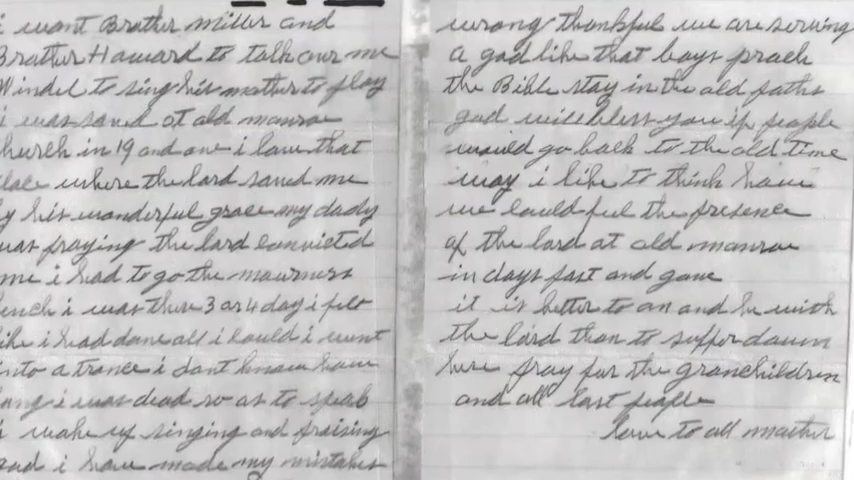 i want Brother Miller and
Brother Howard to talk over me
Windel to sing his mother to play
i was saved at old monroe
church in 19 and one i love that
place where the lord saved me
by his wonderful grace my dady
was praying the lord convicted
me i had to go the mourners
bench i was there 3 or 4 day i felt
like i had done all i could i went
into a trance i dont know how
long i was dead so as to speak
i wake up singing and praising
god i have made my mistakes
wrong thankful we are serving
a god like that boys preach
the Bible stay in the old paths
god will bless you if people
would go back to the old time
way i like to think how
we could feel the presence
of the lord at old monroe
in days past and gone
it is better to on and be with
the lord than to suffer down
here pray for the granchildren
and all lost people
love to all mother